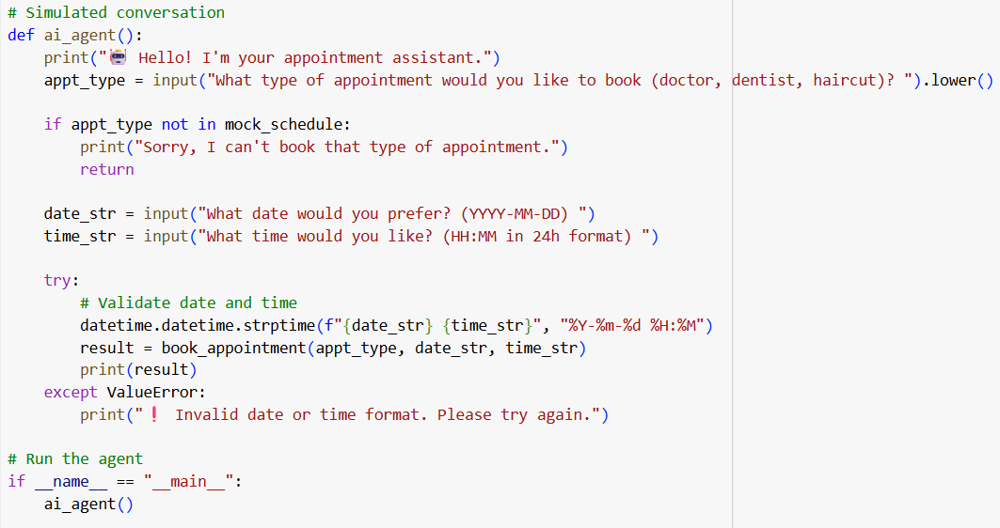 # Simulated conversation
def ai_agent():
    print("🤖 Hello! I'm your appointment assistant.")
    appt_type = input("What type of appointment would you like to book (doctor, dentist, haircut)? ").lower()
    if appt_type not in mock_schedule:
        print("Sorry, I can't book that type of appointment.")
        return
    date_str = input("What date would you prefer? (YYYY-MM-DD) ")
    time_str = input("What time would you like? (HH:MM in 24h format) ")
    try:
        # Validate date and time
        datetime.datetime.strptime(f"{date_str} {time_str}", "%Y-%m-%d %H:%M")
        result = book_appointment(appt_type, date_str, time_str)
        print(result)
    except ValueError:
        print("❗ Invalid date or time format. Please try again.")
# Run the agent
if __name__ == "__main__":
    ai_agent()